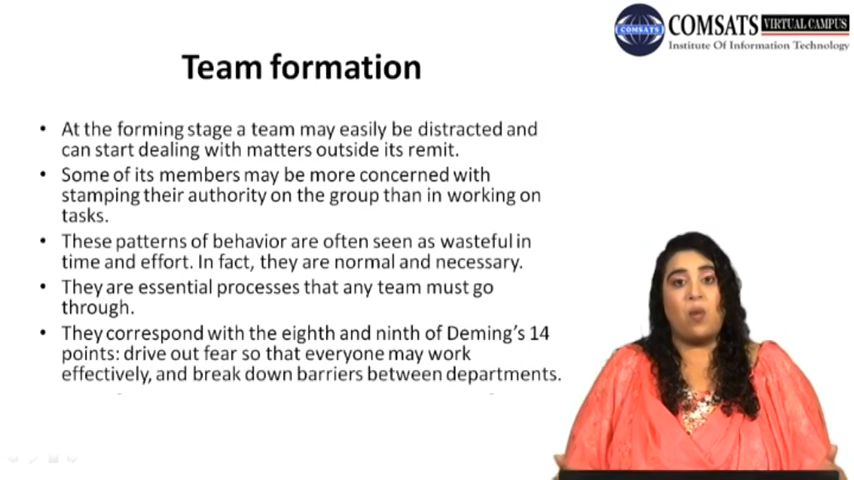 COMSATS VIRTUAL CAMPUS
COMSATS
Institute Of Information Technology
Team formation
• At the forming stage a team may easily be distracted and
can start dealing with matters outside its remit.
• Some of its members may be more concerned with
stamping their authority on the group than in working on
tasks.
• These patterns of behavior are often seen as wasteful in
time and effort. In fact, they are normal and necessary.
• They are essential processes that any team must go
through.
• They correspond with the eighth and ninth of Deming's 14
points: drive out fear so that everyone may work
effectively, and break down barriers between departments.